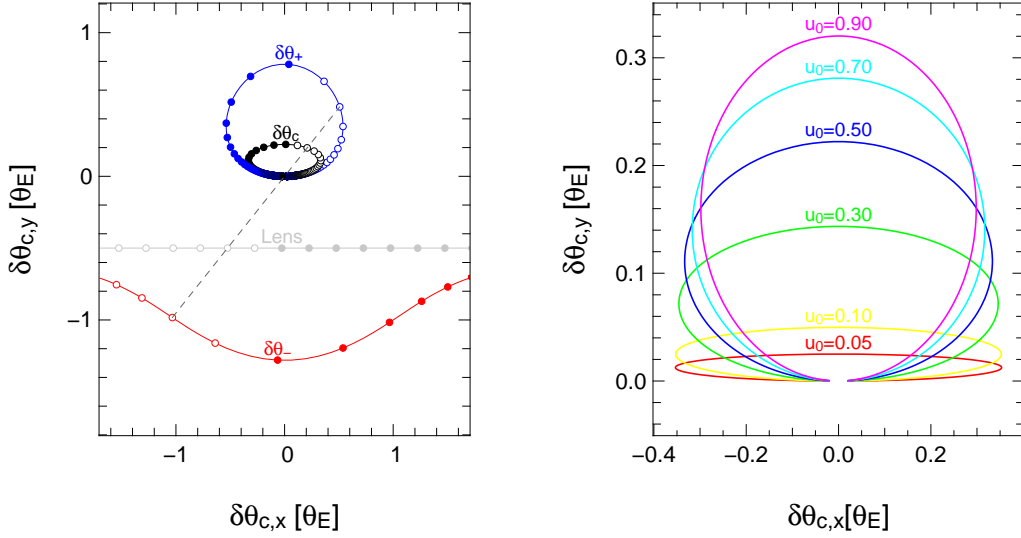 δθ+
δθc
Lens
δθ−
1
0
−1
−1
0
1
δθc,y [θE]
δθc,x [θE]
u0=0.90
u0=0.70
u0=0.50
u0=0.30
u0=0.10
u0=0.05
0.3
0.2
0.1
0.0
−0.4
−0.2
0.0
0.2
δθc,y [θE]
δθc,x[θE]